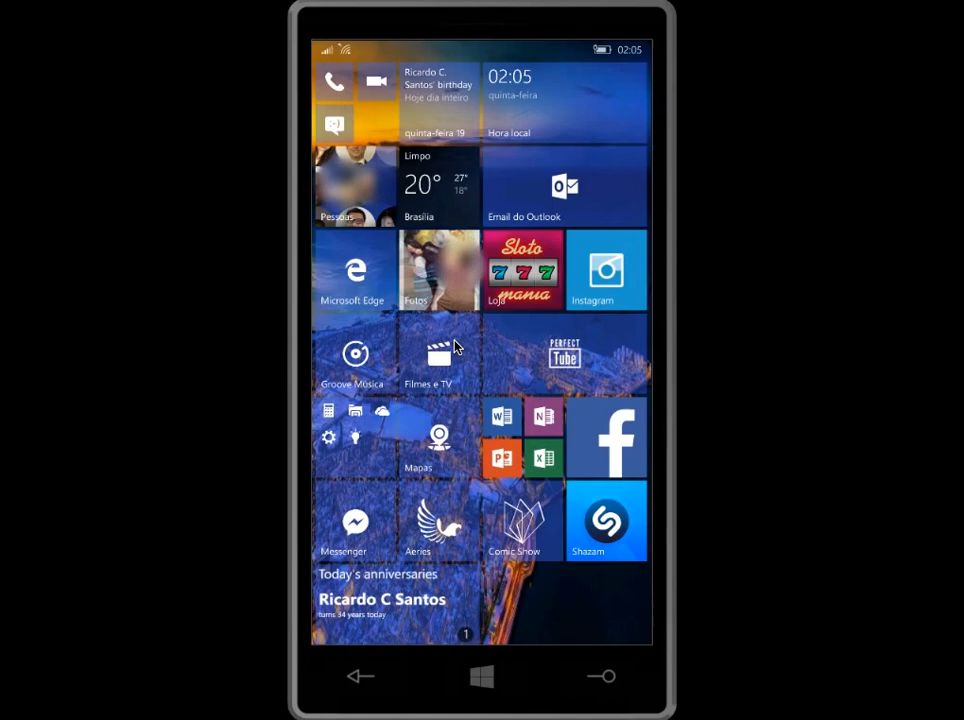 02:05
Ricardo C.
Santos' birthday
Hoje dia inteiro
quinta-feira 19
02:05
quinta-feira
Hora local
Pessoas
Limpo
20° 27°
18°
Brasília
Email do Outlook
Microsoft Edge
Fotos
Sloto
777
mania
Loja
Instagram
Groove Música
Filmes e TV
PERFECT
Tube
Mapas
Messenger
Aeries
Comic Show
Shazam
Today's anniversaries
Ricardo C Santos
turns 34 years today
1